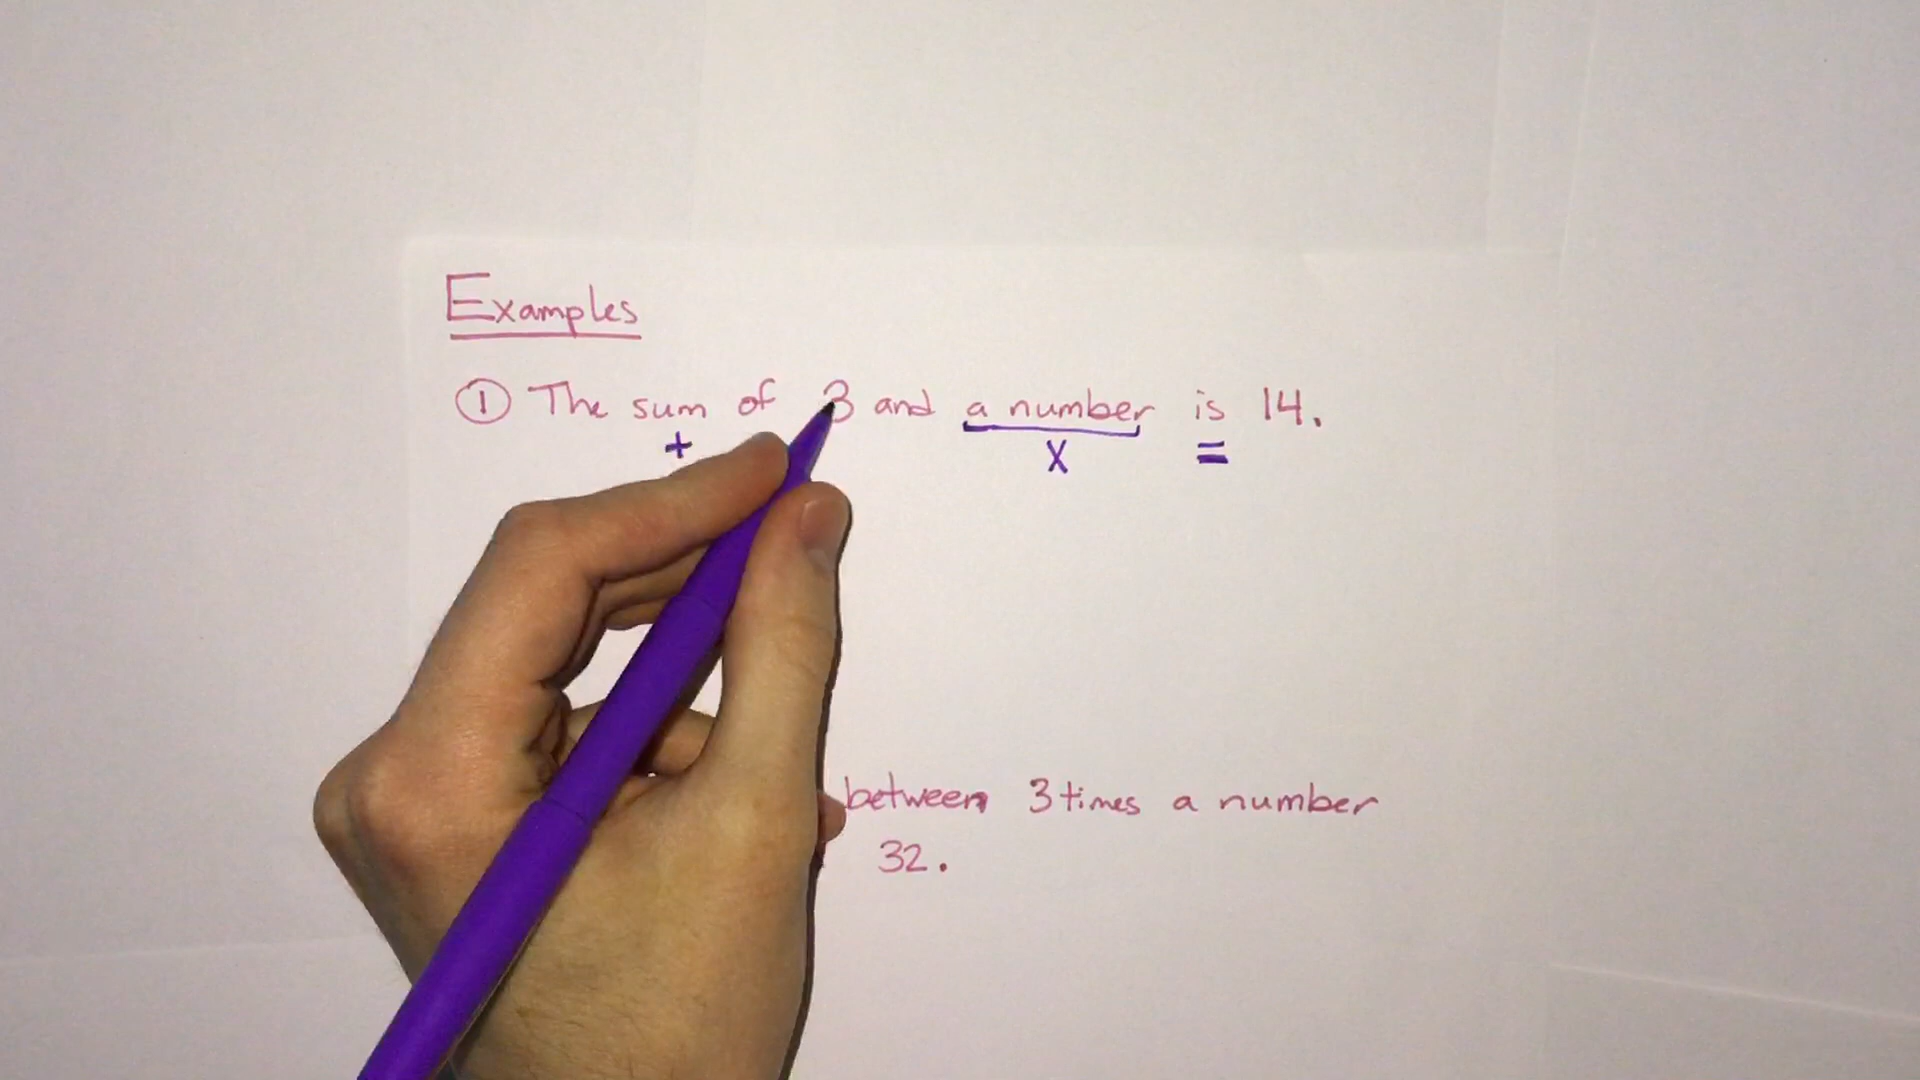 Examples
① The sum of 3 and a number is 14.
+ x =
between 3 times a number
32.